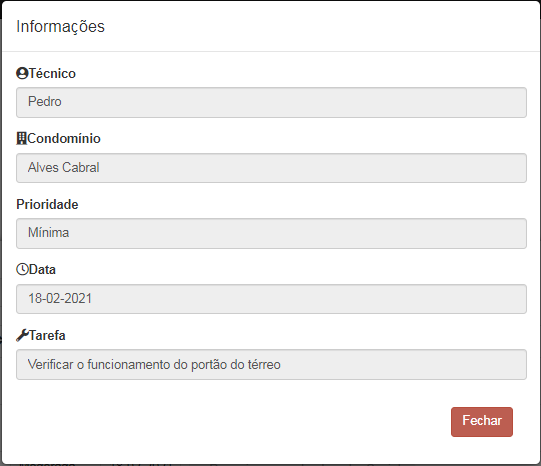 Informações
Técnico
Pedro
Condomínio
Alves Cabral
Prioridade
Mínima
Data
18-02-2021
Tarefa
Verificar o funcionamento do portão do térreo
Fechar